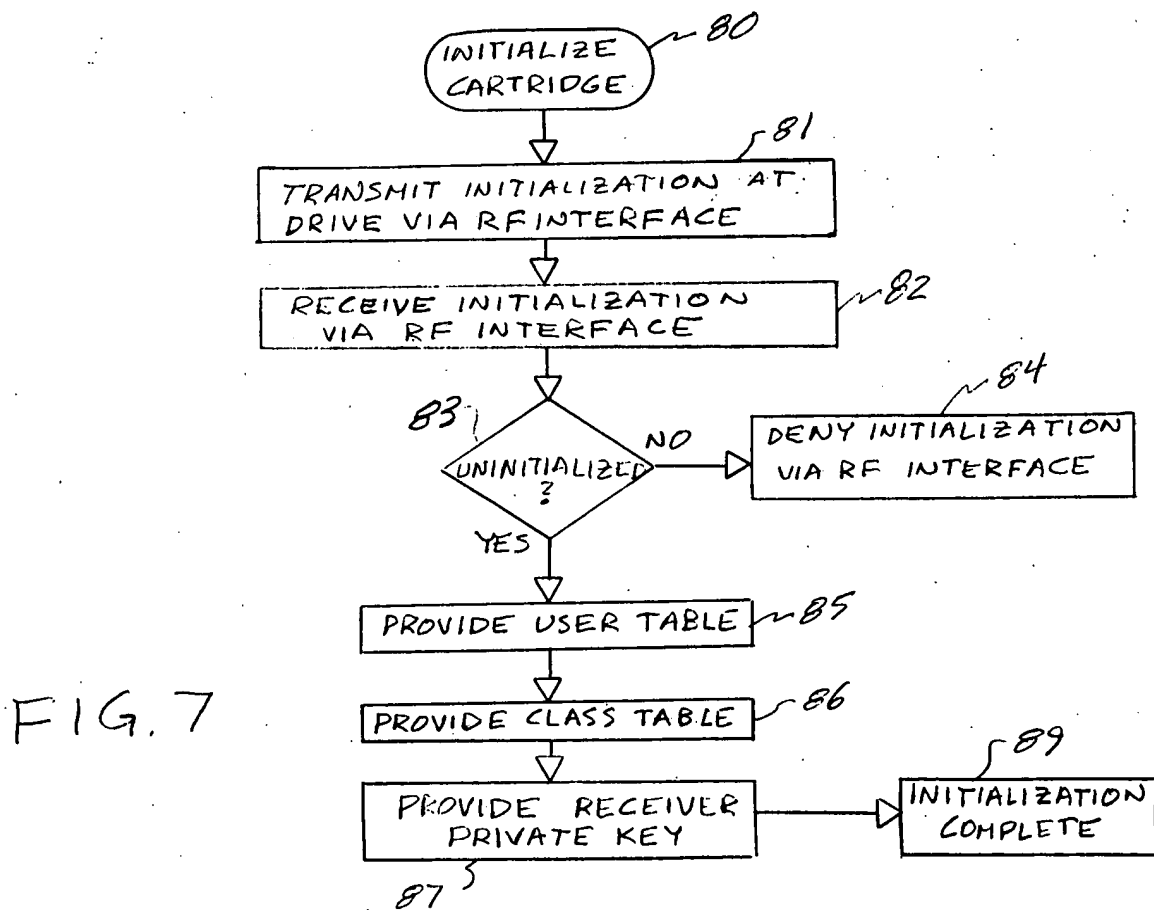 INITIALIZE
CARTRIDGE
80
81
TRANSMIT INITIALIZATION AT
DRIVE VIA RF INTERFACE
RECEIVE INITIALIZATION
VIA RF INTERFACE
82
83
UNINITIALIZED
?
NO
YES
84
DENY INITIALIZATION
VIA RF INTERFACE
PROVIDE USER TABLE
85
PROVIDE CLASS TABLE
86
PROVIDE RECEIVER
PRIVATE KEY
87
89
INITIALIZATION
COMPLETE
FIG. 7